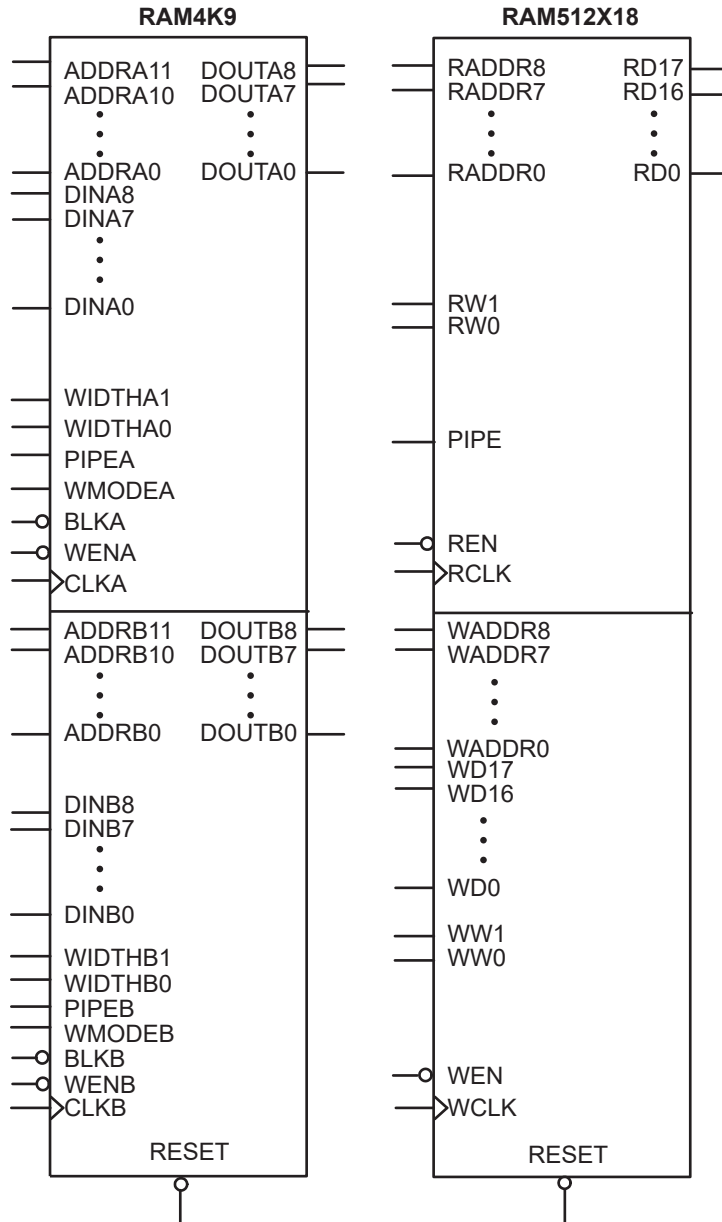 RAM4K9
ADDRA11 DOUTA8
ADDRA10 DOUTA7
ADDRA0 DOUTA0
DINA8
DINA7
DINA0
WIDTHA1
WIDTHA0
PIPEA
WMODEA
BLKA
WENA
CLKA
ADDRB11 DOUTB8
ADDRB10 DOUTB7
ADDRB0 DOUTB0
DINB8
DINB7
DINB0
WIDTHB1
WIDTHB0
PIPEB
WMODEB
BLKB
WENB
CLKB
RESET
RAM512X18
RADDR8 RD17
RADDR7 RD16
RADDR0 RD0
RW1
RW0
PIPE
REN
RCLK
WADDR8
WADDR7
WADDR0
WD17
WD16
WD0
WW1
WW0
WEN
WCLK
RESET